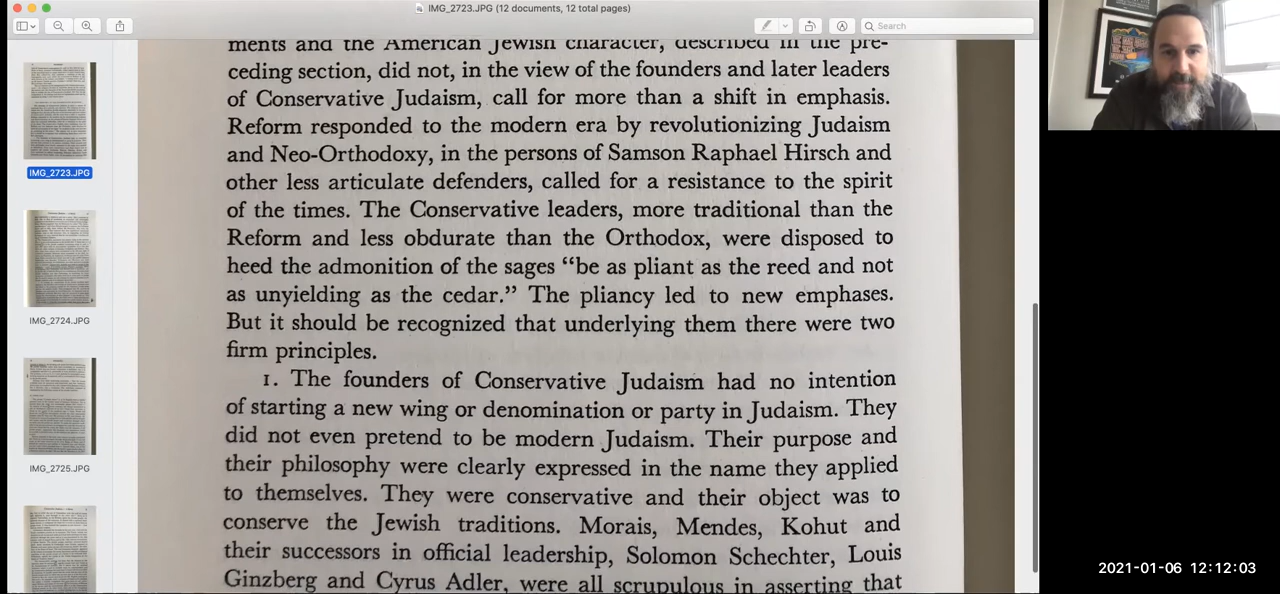 IMG_2723.JPG (12 documents, 12 total pages)
Search
IMG_2723.JPG
IMG_2724.JPG
IMG_2725.JPG
ments and the American Jewish character, described in the pre-
ceding section, did not, in the view of the founders and later leaders
of Conservative Judaism, call for more than a shift in emphasis.
Reform responded to the modern era by revolutionizing Judaism
and Neo-Orthodoxy, in the persons of Samson Raphael Hirsch and
other less articulate defenders, called for a resistance to the spirit
of the times. The Conservative leaders, more traditional than the
Reform and less obdurate than the Orthodox, were disposed to
heed the admonition of the sages “be as pliant as the reed and not
as unyielding as the cedar.” The pliancy led to new emphases.
But it should be recognized that underlying them there were two
firm principles.
1. The founders of Conservative Judaism had no intention
of starting a new wing or denomination or party in Judaism. They
did not even pretend to be modern Judaism. Their purpose and
their philosophy were clearly expressed in the name they applied
to themselves. They were conservative and their object was to
conserve the Jewish traditions. Morais, Mendes, Kohut and
their successors in official leadership, Solomon Schechter, Louis
Ginzberg and Cyrus Adler, were all scrupulous in asserting that
2021-01-06 12:12:03